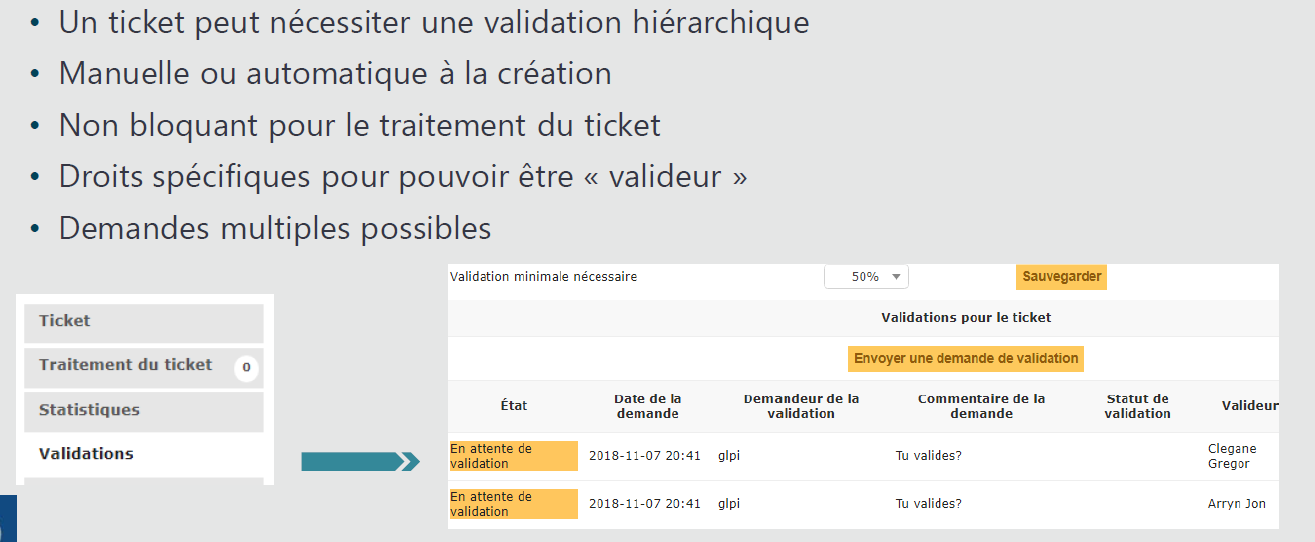 • Un ticket peut nécessiter une validation hiérarchique
• Manuelle ou automatique à la création
• Non bloquant pour le traitement du ticket
• Droits spécifiques pour pouvoir être « valideur »
• Demandes multiples possibles
Ticket
Traitement du ticket 0
Statistiques
Validations
Validation minimale nécessaire 50% Sauvegarder
Validations pour le ticket
Envoyer une demande de validation
État Date de la demande Demandeur de la validation Commentaire de la demande Statut de validation Valideur
En attente de validation 2018-11-07 20:41 glpi Tu valides? Clegane Gregor
En attente de validation 2018-11-07 20:41 glpi Tu valides? Arryn Jon